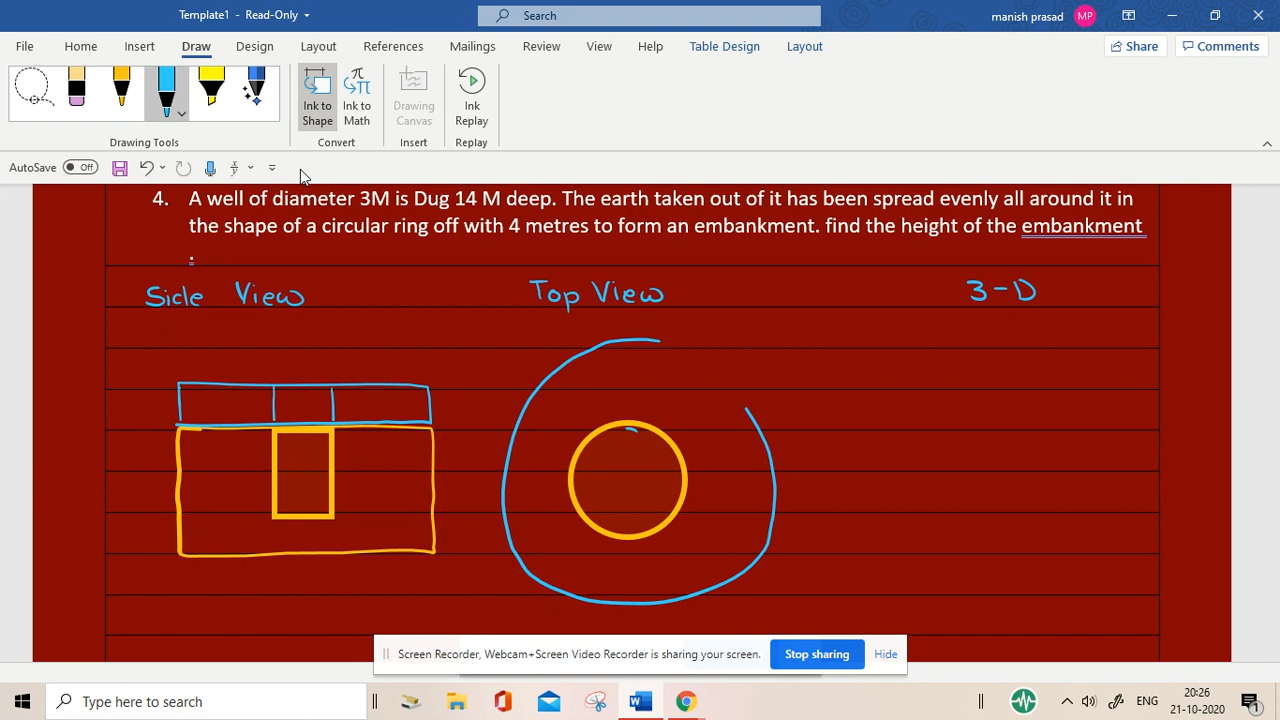 Template1 - Read-Only
Search
manish prasad MP
File Home Insert Draw Design Layout References Mailings Review View Help Table Design Layout
Share Comments
Ink to Shape
Ink to Math
Drawing Canvas
Ink Replay
Drawing Tools Convert Insert Replay
AutoSave Off
4. A well of diameter 3M is Dug 14 M deep. The earth taken out of it has been spread evenly all around it in
the shape of a circular ring off with 4 metres to form an embankment. find the height of the embankment
.
Side View Top View 3-D
Screen Recorder, Webcam+Screen Video Recorder is sharing your screen. Stop sharing Hide
Type here to search
ENG
20:26
21-10-2020
1